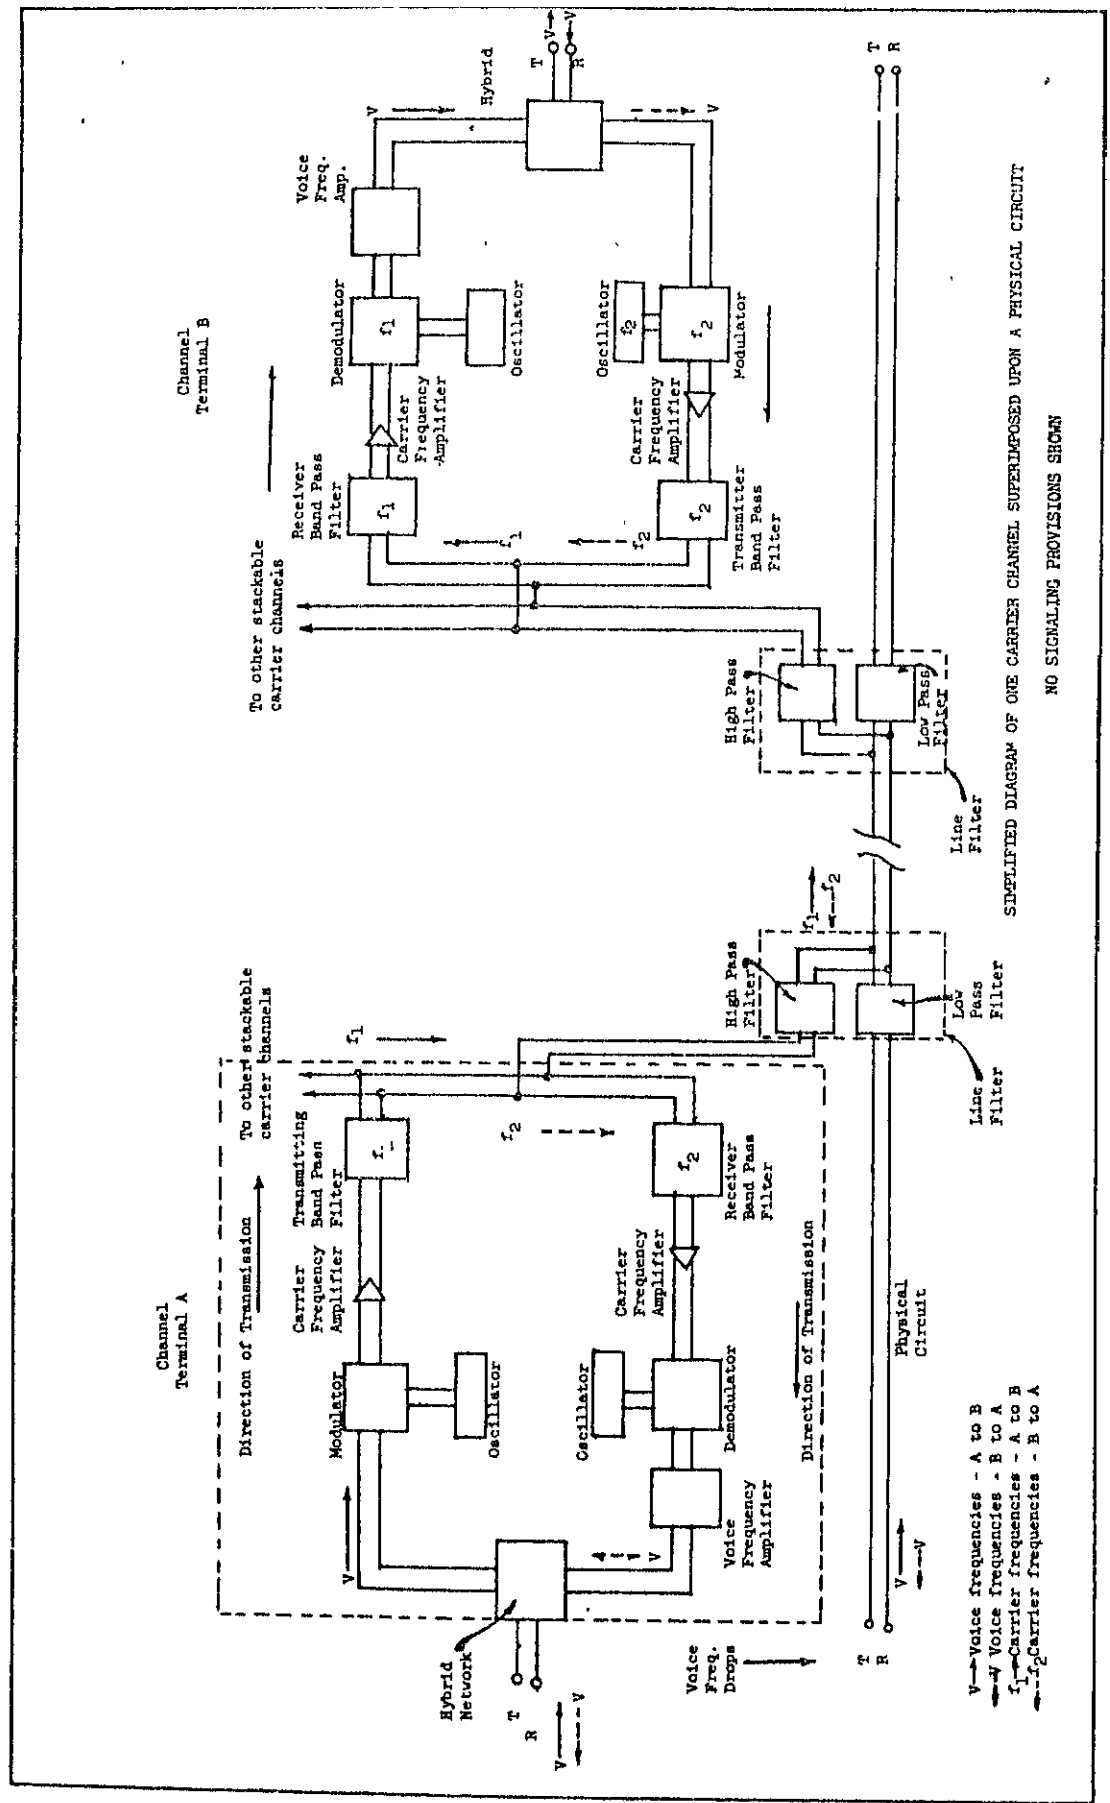 Channel
Terminal A
Direction of Transmission
To other stackable
carrier channels
Modulator
Carrier
Frequency
Amplifier
Transmitting
Band Pass
Filter
f
f1
V
Oscillator
Hybrid
Network
T
R
V
V
Oscillator
Carrier
Frequency
Amplifier
f2
f2
V
Voice
Frequency
Amplifier
Demodulator
Receiver
Band Pass
Filter
Direction of Transmission
Voice
Freq.
Drops
T
R
V
V
Physical
Circuit
High Pass
Filter
Low
Pass
Filter
Line
Filter
f1
f2
Channel
Terminal B
To other stackable
carrier channels
Receiver
Band Pass
Filter
f1
f1
Carrier
Frequency
Amplifier
Demodulator
f1
Oscillator
Voice
Freq.
Amp.
V
Hybrid
T
R
V
V
V
Oscillator
f2
f2
Modulator
Carrier
Frequency
Amplifier
f2
f2
Transmitter
Band Pass
Filter
High Pass
Filter
Low Pass
Filter
Line
Filter
T
R
V Voice frequencies - A to B
V Voice frequencies - B to A
f1 Carrier frequencies - A to B
f2 Carrier frequencies - B to A
SIMPLIFIED DIAGRAM OF ONE CARRIER CHANNEL SUPERIMPOSED UPON A PHYSICAL CIRCUIT
NO SIGNALING PROVISIONS SHOWN